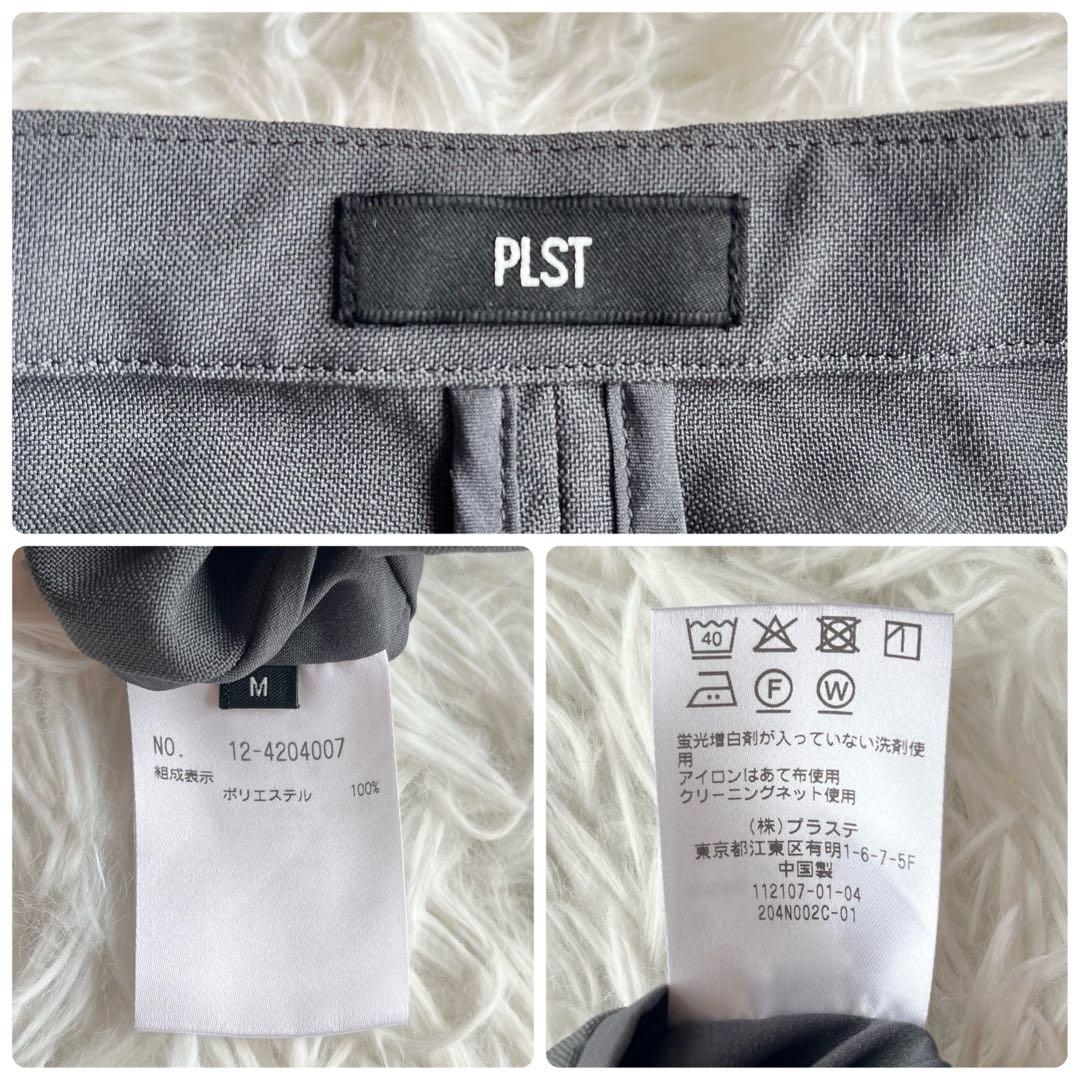 PLST
M
NO. 12-4204007
組成表示
ポリエステル 100%
40
F W
蛍光増白剤が入っていない洗剤使
用
アイロンはあて布使用
クリーニングネット使用
(株)プラステ
東京都江東区有明1-6-7-5F
中国製
112107-01-04
204N002C-01